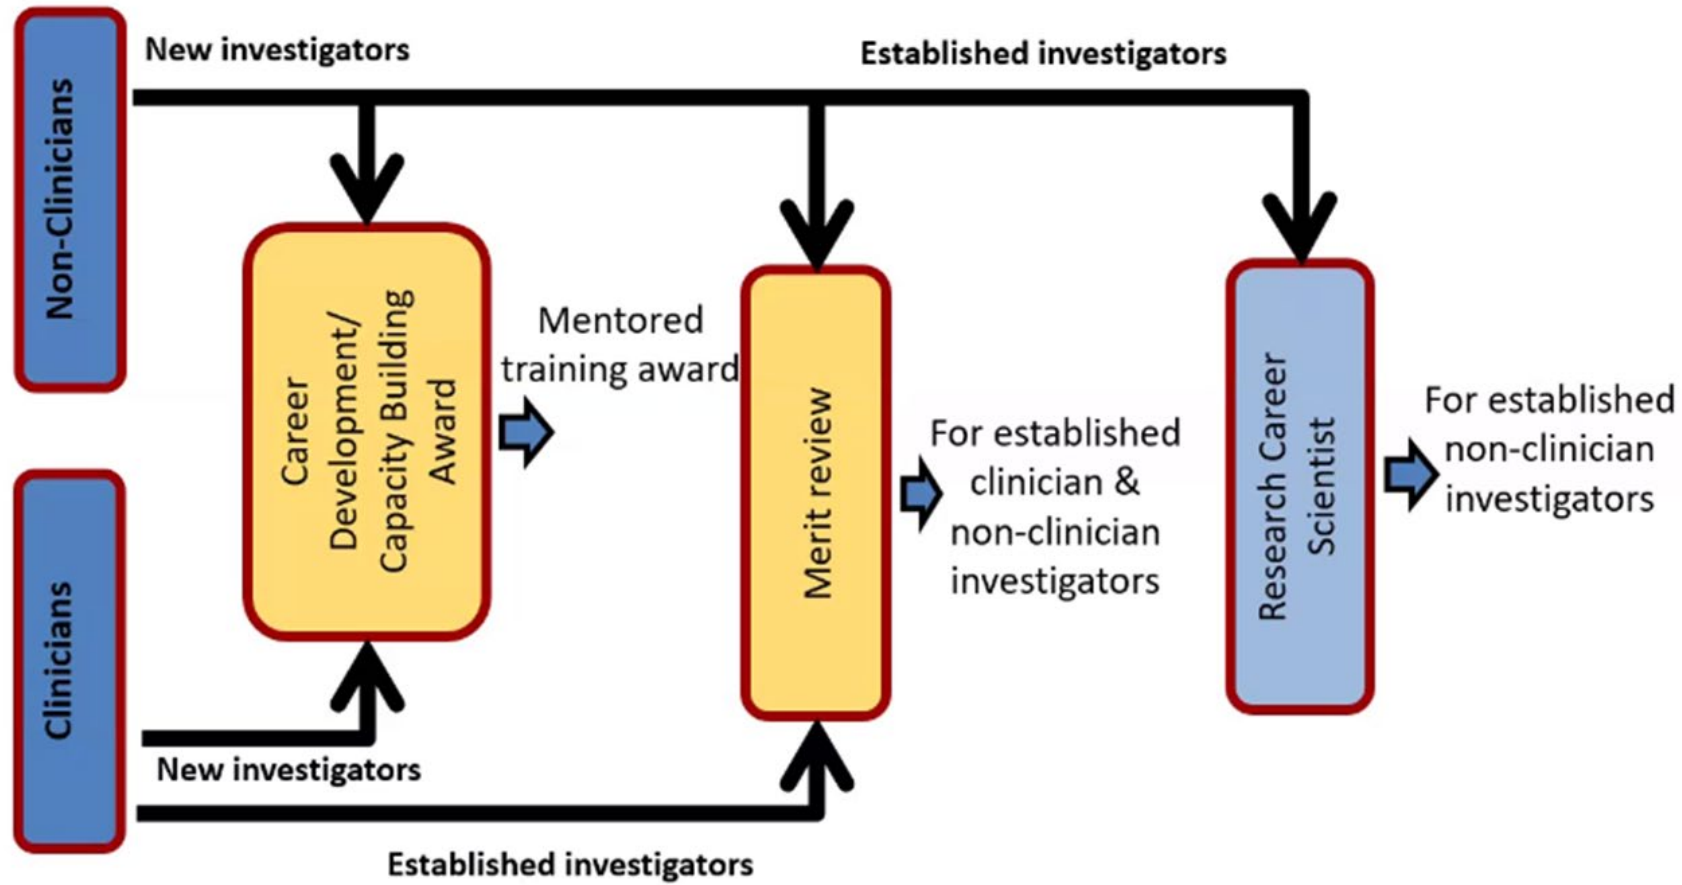 Non-Clinicians
New investigators
Established investigators
Career
Development/
Capacity Building
Award
Mentored
training award
Merit review
For established
clinician &
non-clinician
investigators
Research Career
Scientist
For established
non-clinician
investigators
Clinicians
New investigators
Established investigators